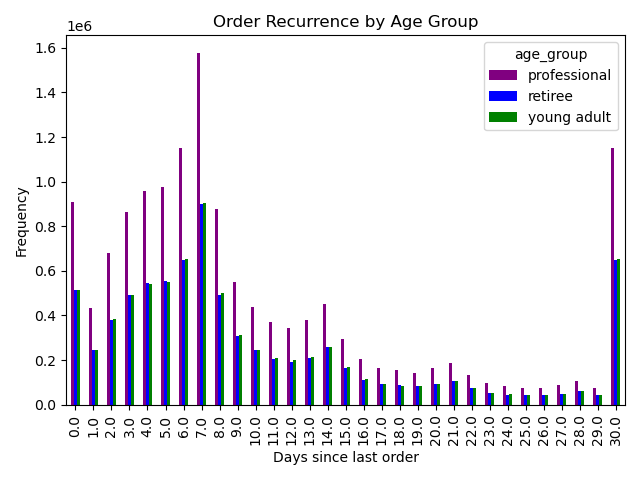 Order Recurrence by Age Group
1e6
age_group
professional
retiree
young adult
Frequency
1.6
1.4
1.2
1.0
0.8
0.6
0.4
0.2
0.0
0.0 1.0 2.0 3.0 4.0 5.0 6.0 7.0 8.0 9.0 10.0 11.0 12.0 13.0 14.0 15.0 16.0 17.0 18.0 19.0 20.0 21.0 22.0 23.0 24.0 25.0 26.0 27.0 28.0 29.0 30.0
Days since last order